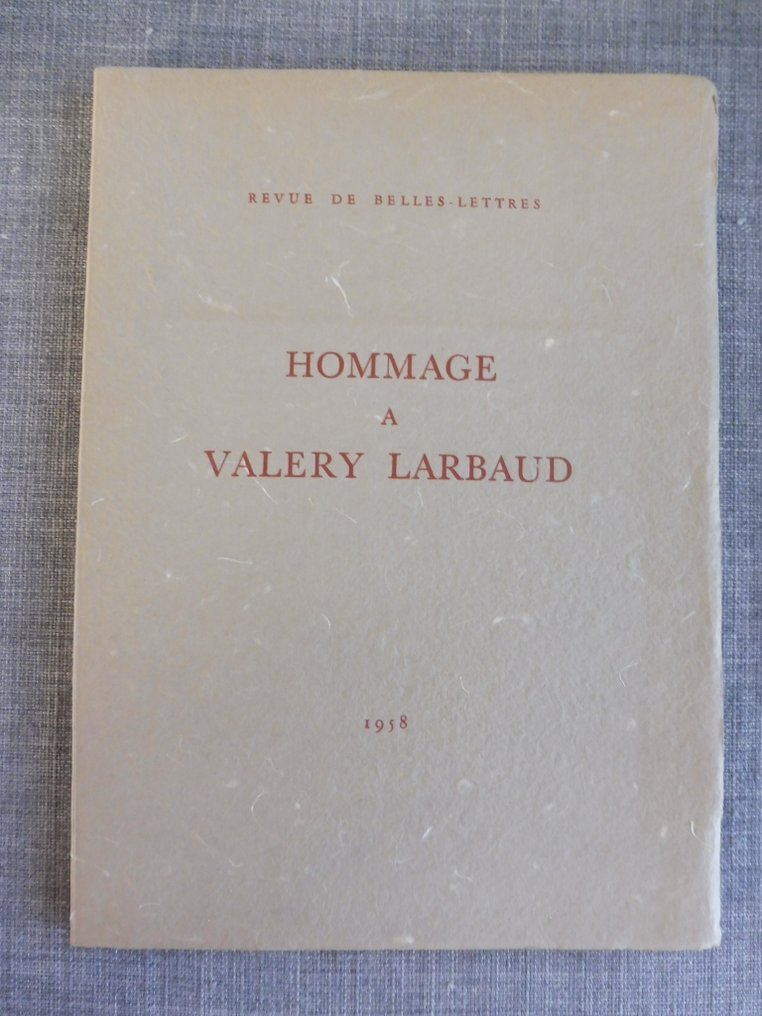 REVUE DE BELLES-LETTRES
HOMMAGE
A
VALERY LARBAUD
1958